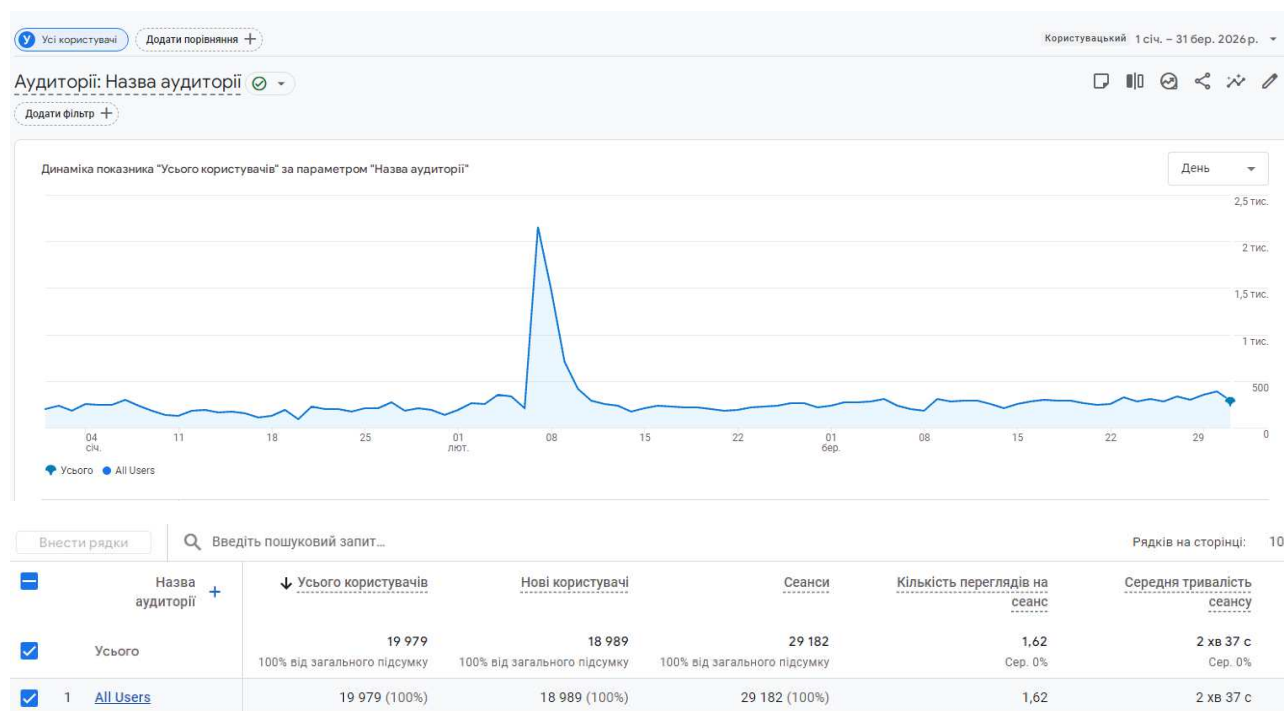 У Усі користувачі Додати порівняння + Користувацький 1 січ. – 31 бер. 2026 р.
Аудиторії: Назва аудиторії
Додати фільтр +
Динаміка показника "Усього користувачів" за параметром "Назва аудиторії" День
2,5 тис.
2 тис.
1,5 тис.
1 тис.
500
0
04 11 18 25 01 08 15 22 01 08 15 22 29
січ. лют. бер.
Усього All Users
Внести рядки Введіть пошуковий запит... Рядків на сторінці: 10
Назва Усього користувачів Нові користувачі Сеанси Кількість переглядів на Середня тривалість
аудиторії + сеанс сеансу
Усього 19 979 18 989 29 182 1,62 2 хв 37 с
100% від загального підсумку 100% від загального підсумку 100% від загального підсумку Сер. 0% Сер. 0%
1 All Users 19 979 (100%) 18 989 (100%) 29 182 (100%) 1,62 2 хв 37 с